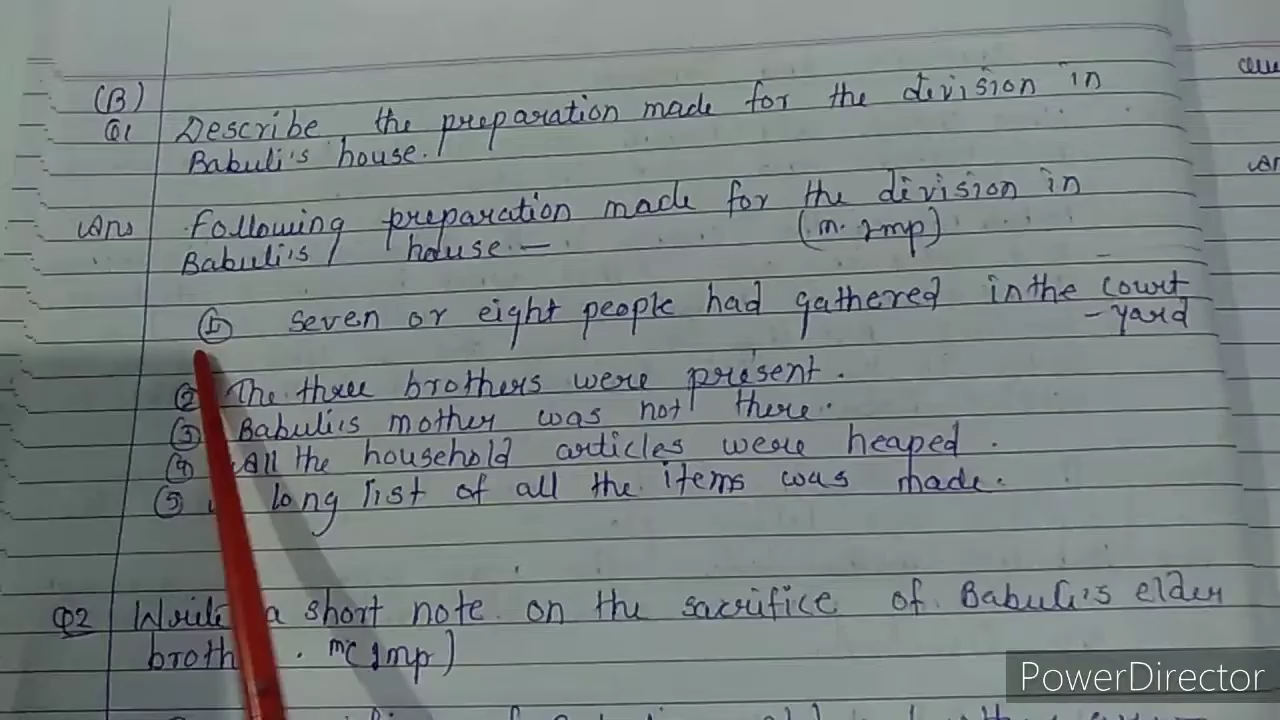 (B)
Q1 Describe the preparation made for the division in
Babuli's house.
Ans Following preparation made for the division in
Babuli's house. — (m. Imp)
① Seven or eight people had gathered in the court
-yard
② The three brothers were present.
③ Babuli's mother was not there.
④ All the household articles were heaped.
⑤ long list of all the items was made.
Q2 Write a short note on the sacrifice of Babuli's elder
broth . m(Imp)
PowerDirector